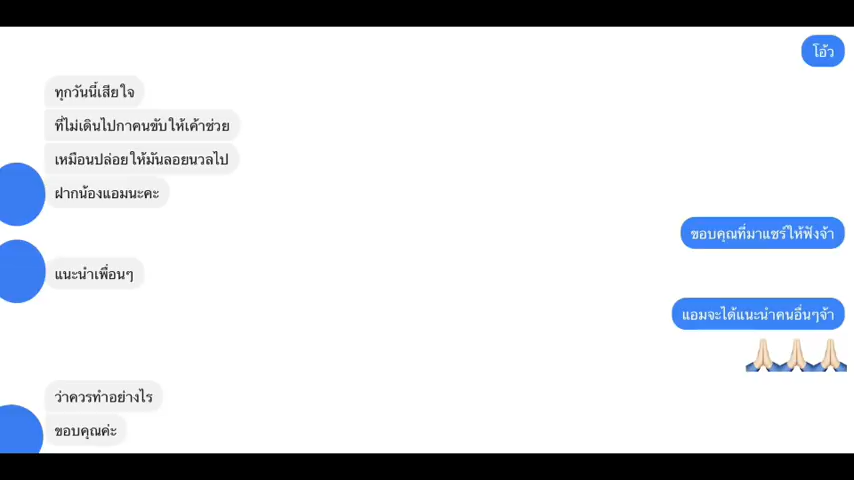 โอ้ว
ทุกวันนี้เสียใจ
ที่ไม่เดินไปกาคนขับให้เค้าช่วย
เหมือนปล่อยให้มันลอยนวลไป
ฝากน้องแอมนะคะ
ขอบคุณที่มาแชร์ให้ฟังจ้า
แนะนำเพื่อนๆ
แอมจะได้แนะนำคนอื่นๆจ้า
🙏🏻🙏🏻🙏🏻
ว่าควรทำอย่างไร
ขอบคุณค่ะ